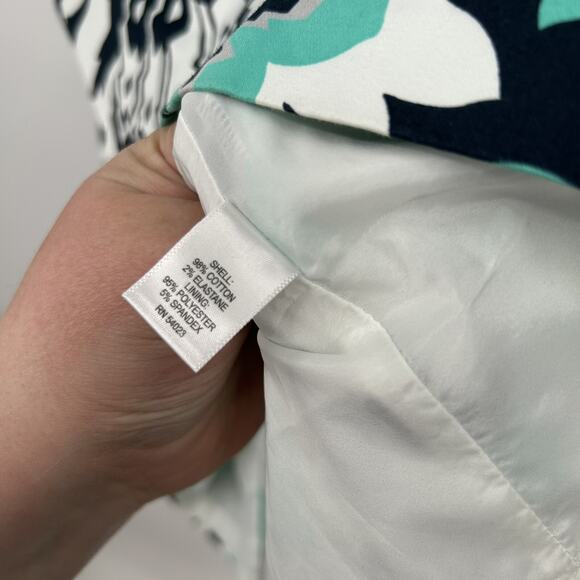 SHELL:
98% COTTON
2% ELASTANE
LINING:
95% POLYESTER
5% SPANDEX
RN 54023